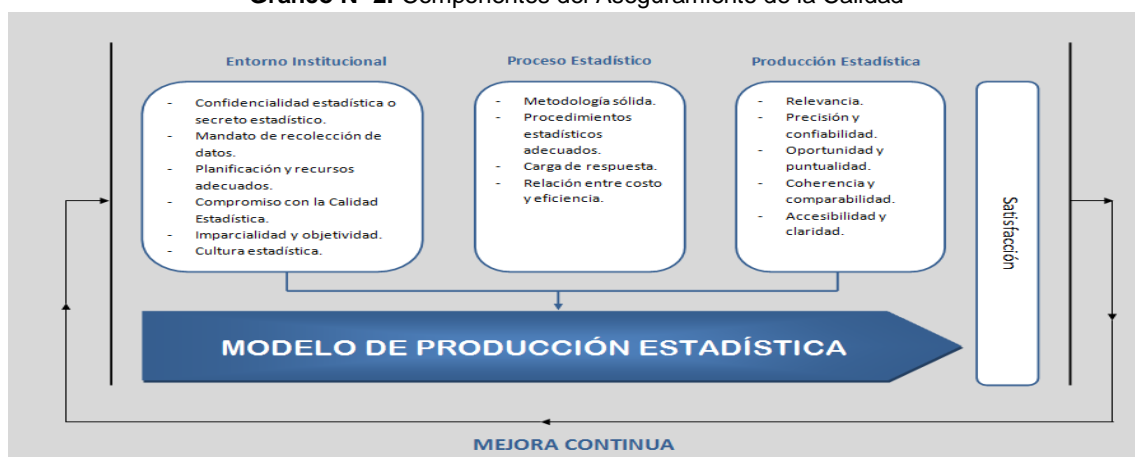 Gráfico N° 2. Componentes del Aseguramiento de la Calidad
Entorno Institucional
- Confidencialidad estadística o
secreto estadístico.
- Mandato de recolección de
datos.
- Planificación y recursos
adecuados.
- Compromiso con la Calidad
Estadística.
- Imparcialidad y objetividad.
- Cultura estadística.
Proceso Estadístico
- Metodología sólida.
- Procedimientos
estadísticos
adecuados.
- Carga de respuesta.
- Relación entre costo
y eficiencia.
Producción Estadística
- Relevancia.
- Precisión y
confiabilidad.
- Oportunidad y
puntualidad.
- Coherencia y
comparabilidad.
- Accesibilidad y
claridad.
Satisfacción
MODELO DE PRODUCCIÓN ESTADÍSTICA
MEJORA CONTINUA